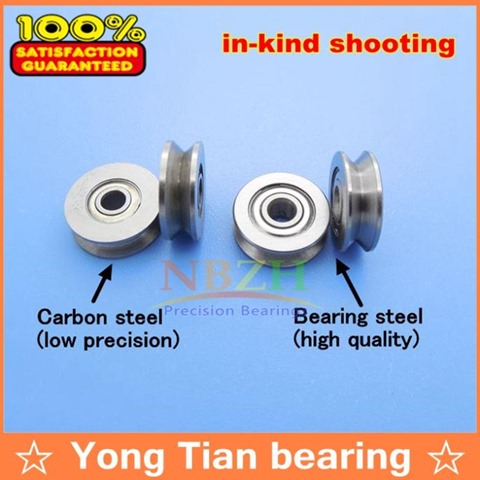 100%
SATISFACTION
GUARANTEED
in-kind shooting
NBZH
Precision Bearing
Carbon steel
(low precision)
Bearing steel
(high quality)
☆ Yong Tian bearing ☆